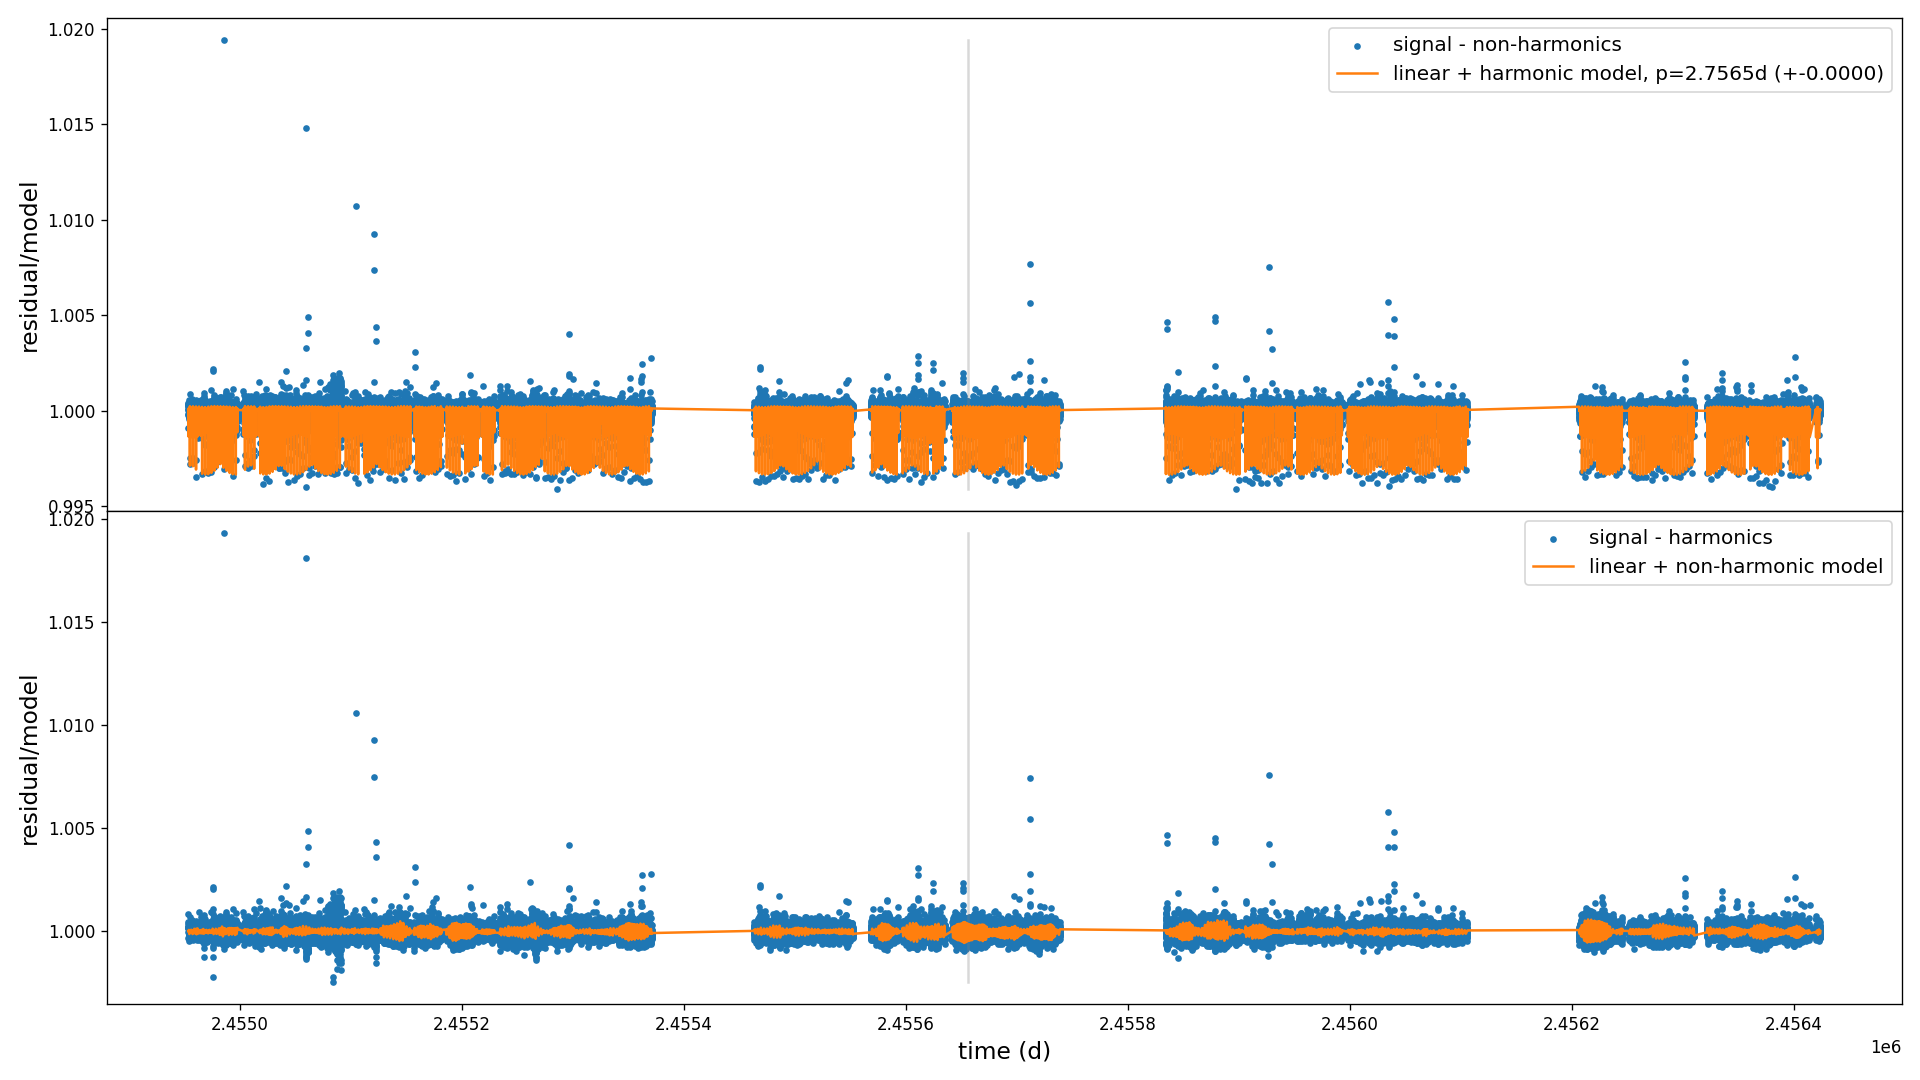 1.020
1.015
1.010
1.005
1.000
0.995
residual/model
signal - non-harmonics
linear + harmonic model, p=2.7565d (+-0.0000)
1.020
1.015
1.010
1.005
1.000
residual/model
signal - harmonics
linear + non-harmonic model
2.4550 2.4552 2.4554 2.4556 2.4558 2.4560 2.4562 2.4564
1e6
time (d)